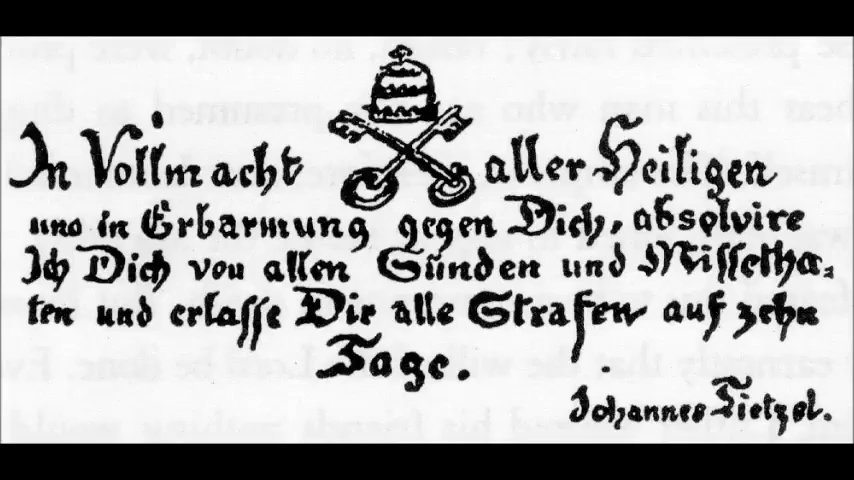 In Vollmacht aller Heiligen
und in Erbarmung gegen Dich, absolvire
Ich Dich von allen Sünden und Missetha-
ten und erlasse Dir alle Strafen auf zehn
Tage.
Johannes Tietzel.